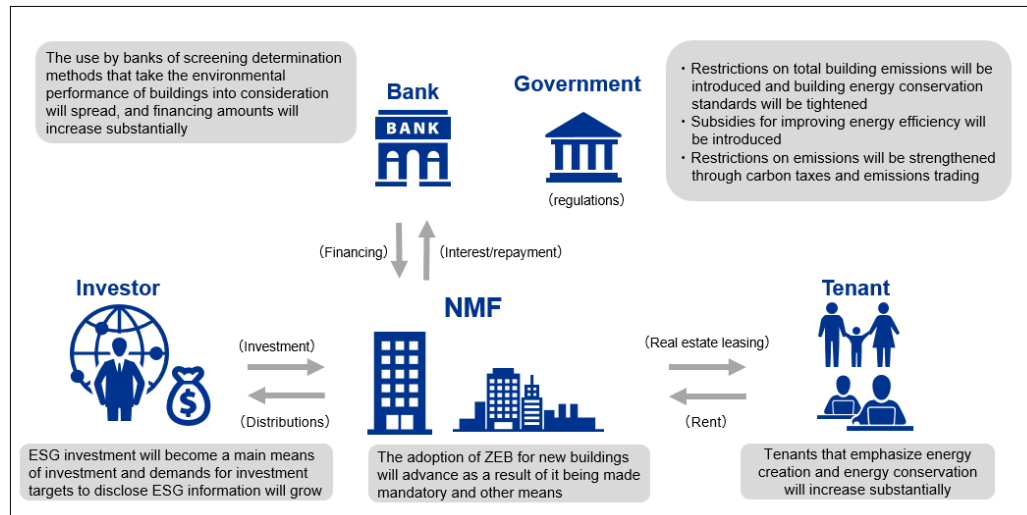 The use by banks of screening determination
methods that take the environmental
performance of buildings into consideration
will spread, and financing amounts will
increase substantially
Bank
BANK
Government
(regulations)
・Restrictions on total building emissions will be
introduced and building energy conservation
standards will be tightened
・Subsidies for improving energy efficiency will
be introduced
・Restrictions on emissions will be strengthened
through carbon taxes and emissions trading
(Financing)
(Interest/repayment)
Investor
$
(Investment)
(Distributions)
ESG investment will become a main means
of investment and demands for investment
targets to disclose ESG information will grow
NMF
The adoption of ZEB for new buildings
will advance as a result of it being made
mandatory and other means
(Real estate leasing)
(Rent)
Tenant
Tenants that emphasize energy
creation and energy conservation
will increase substantially